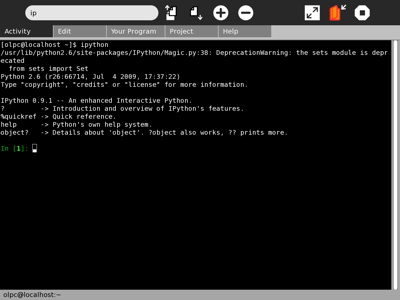 ip
Activity Edit Your Program Project Help
[olpc@localhost ~]$ ipython
/usr/lib/python2.6/site-packages/IPython/Magic.py:38: DeprecationWarning: the sets module is depr
ecated
  from sets import Set
Python 2.6 (r26:66714, Jul  4 2009, 17:37:22)
Type "copyright", "credits" or "license" for more information.

IPython 0.9.1 -- An enhanced Interactive Python.
?         -> Introduction and overview of IPython's features.
%quickref -> Quick reference.
help      -> Python's own help system.
object?   -> Details about 'object'. ?object also works, ?? prints more.

In [1]:
olpc@localhost:~